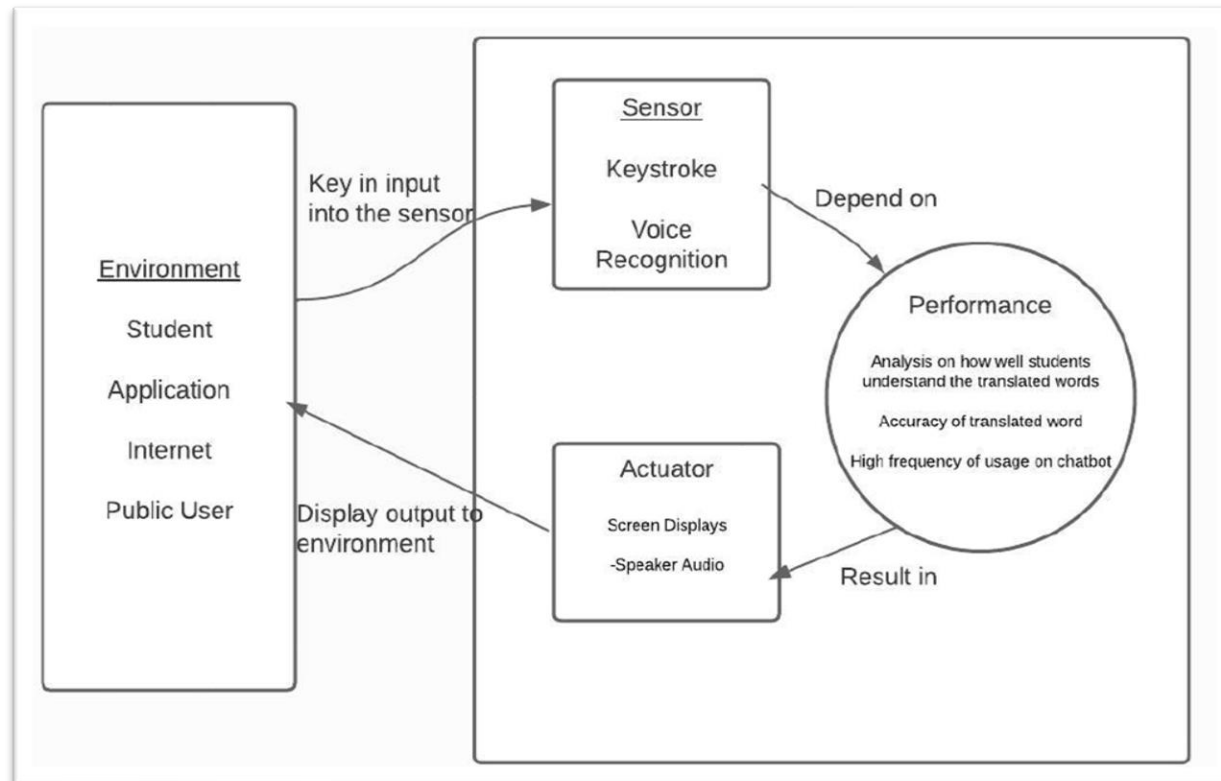 Environment
Student
Application
Internet
Public User
Key in input
into the sensor
Sensor
Keystroke
Voice
Recognition
Depend on
Performance
Analysis on how well students
understand the translated words
Accuracy of translated word
High frequency of usage on chatbot
Result in
Actuator
Screen Displays
-Speaker Audio
Display output to
environment